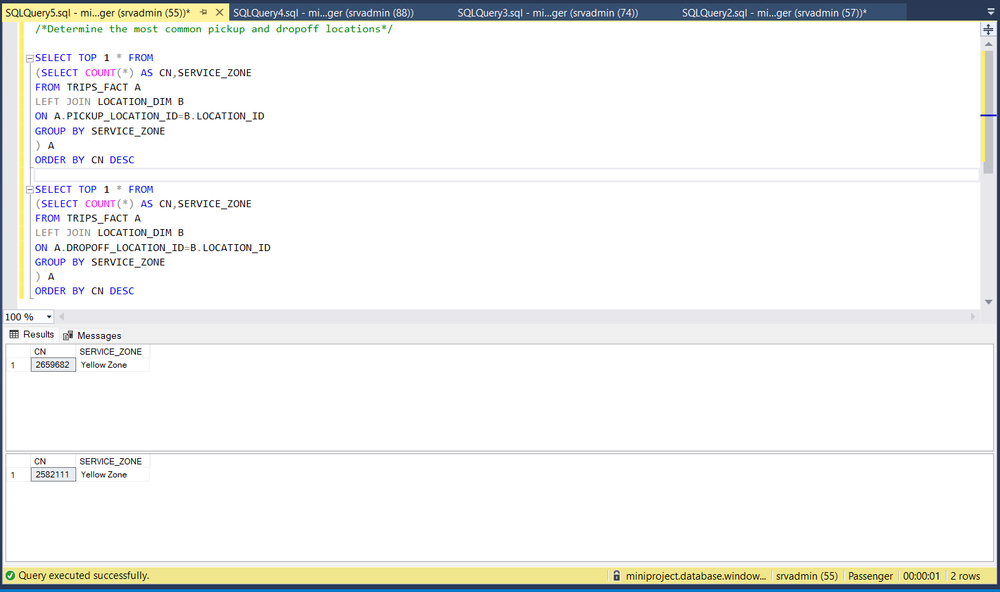 SQLQuery5.sql - mi...ger (srvadmin (55))* SQLQuery4.sql - mi...ger (srvadmin (88)) SQLQuery3.sql - mi...ger (srvadmin (74)) SQLQuery2.sql - mi...ger (srvadmin (57))*
/*Determine the most common pickup and dropoff locations*/
SELECT TOP 1 * FROM
(SELECT COUNT(*) AS CN,SERVICE_ZONE
FROM TRIPS_FACT A
LEFT JOIN LOCATION_DIM B
ON A.PICKUP_LOCATION_ID=B.LOCATION_ID
GROUP BY SERVICE_ZONE
) A
ORDER BY CN DESC
SELECT TOP 1 * FROM
(SELECT COUNT(*) AS CN,SERVICE_ZONE
FROM TRIPS_FACT A
LEFT JOIN LOCATION_DIM B
ON A.DROPOFF_LOCATION_ID=B.LOCATION_ID
GROUP BY SERVICE_ZONE
) A
ORDER BY CN DESC
100 %
Results Messages
CN SERVICE_ZONE
1 2659682 Yellow Zone
CN SERVICE_ZONE
1 2582111 Yellow Zone
Query executed successfully. miniproject.database.window... srvadmin (55) Passenger 00:00:01 2 rows